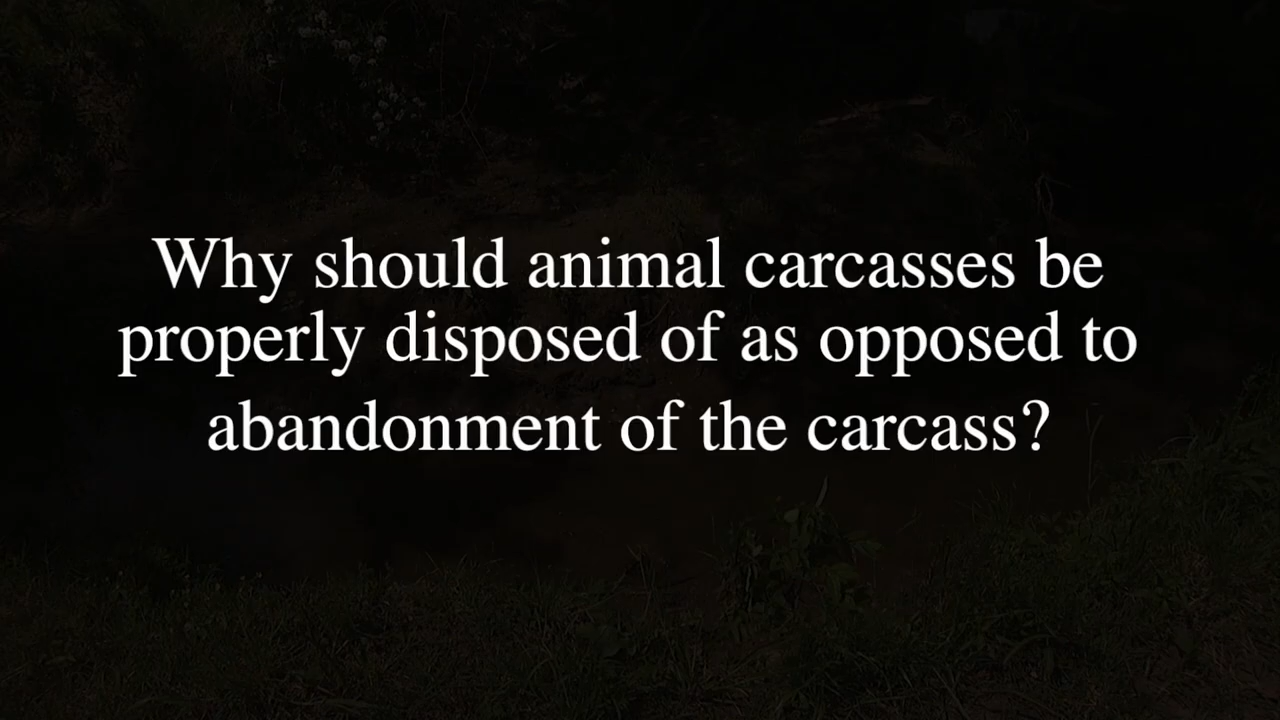 Why should animal carcasses be
properly disposed of as opposed to
abandonment of the carcass?